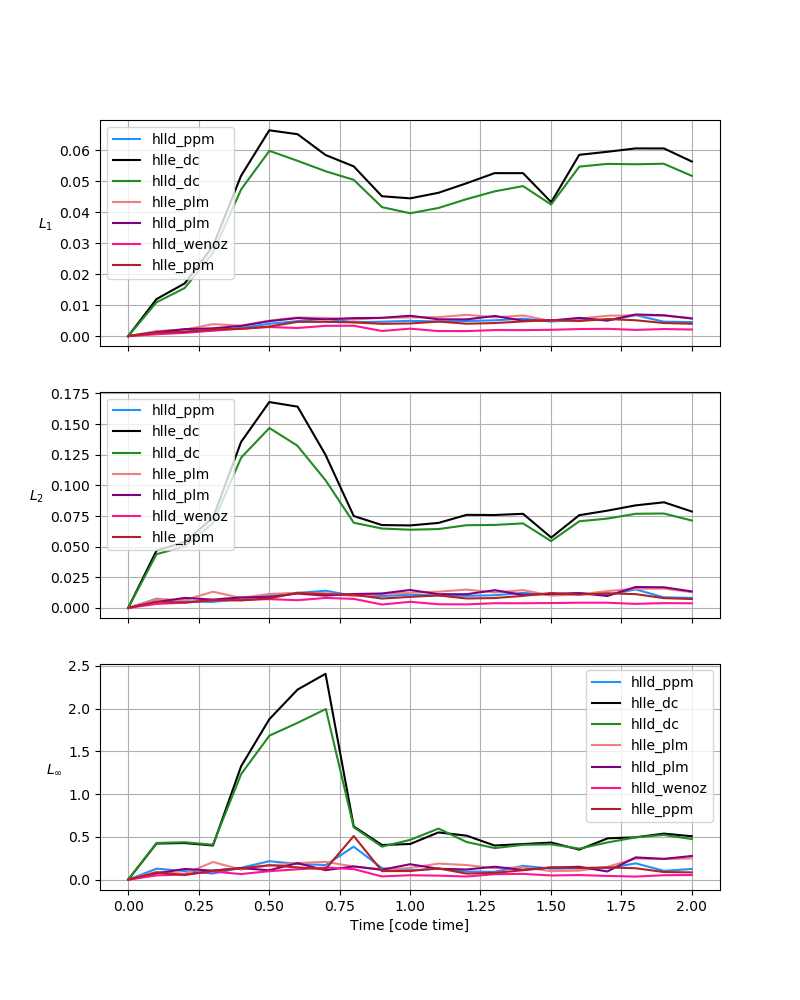 0.06
0.05
0.04
0.03
0.02
0.01
0.00
L₁
hlld_ppm
hlle_dc
hlld_dc
hlle_plm
hlld_plm
hlld_wenoz
hlle_ppm
0.175
0.150
0.125
0.100
0.075
0.050
0.025
0.000
L₂
hlld_ppm
hlle_dc
hlld_dc
hlle_plm
hlld_plm
hlld_wenoz
hlle_ppm
2.5
2.0
1.5
1.0
0.5
0.0
L∞
hlld_ppm
hlle_dc
hlld_dc
hlle_plm
hlld_plm
hlld_wenoz
hlle_ppm
0.00 0.25 0.50 0.75 1.00 1.25 1.50 1.75 2.00
Time [code time]